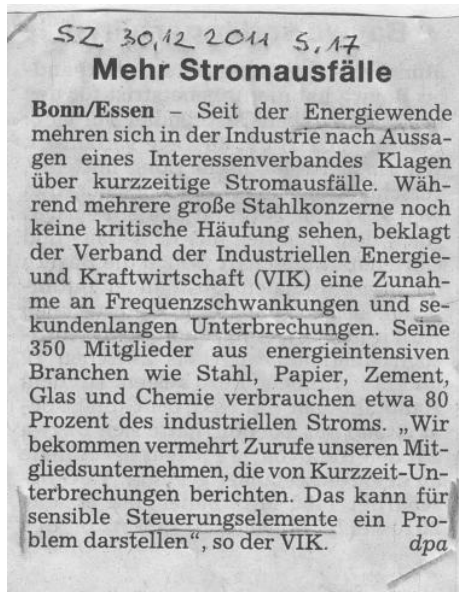 SZ 30.12 2011 S.17
Mehr Stromausfälle
Bonn/Essen – Seit der Energiewende
mehren sich in der Industrie nach Aussa-
gen eines Interessenverbandes Klagen
über kurzzeitige Stromausfälle. Wäh-
rend mehrere große Stahlkonzerne noch
keine kritische Häufung sehen, beklagt
der Verband der Industriellen Energie-
und Kraftwirtschaft (VIK) eine Zunah-
me an Frequenzschwankungen und se-
kundenlangen Unterbrechungen. Seine
350 Mitglieder aus energieintensiven
Branchen wie Stahl, Papier, Zement,
Glas und Chemie verbrauchen etwa 80
Prozent des industriellen Stroms. „Wir
bekommen vermehrt Zurufe unseren Mit-
gliedsunternehmen, die von Kurzzeit-Un-
terbrechungen berichten. Das kann für
sensible Steuerungselemente ein Pro-
blem darstellen“, so der VIK. dpa